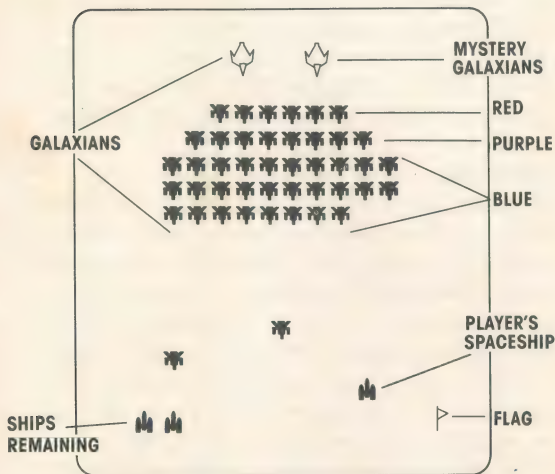 MYSTERY
GALAXIANS
RED
GALAXIANS
PURPLE
BLUE
PLAYER'S
SPACESHIP
SHIPS
REMAINING
FLAG